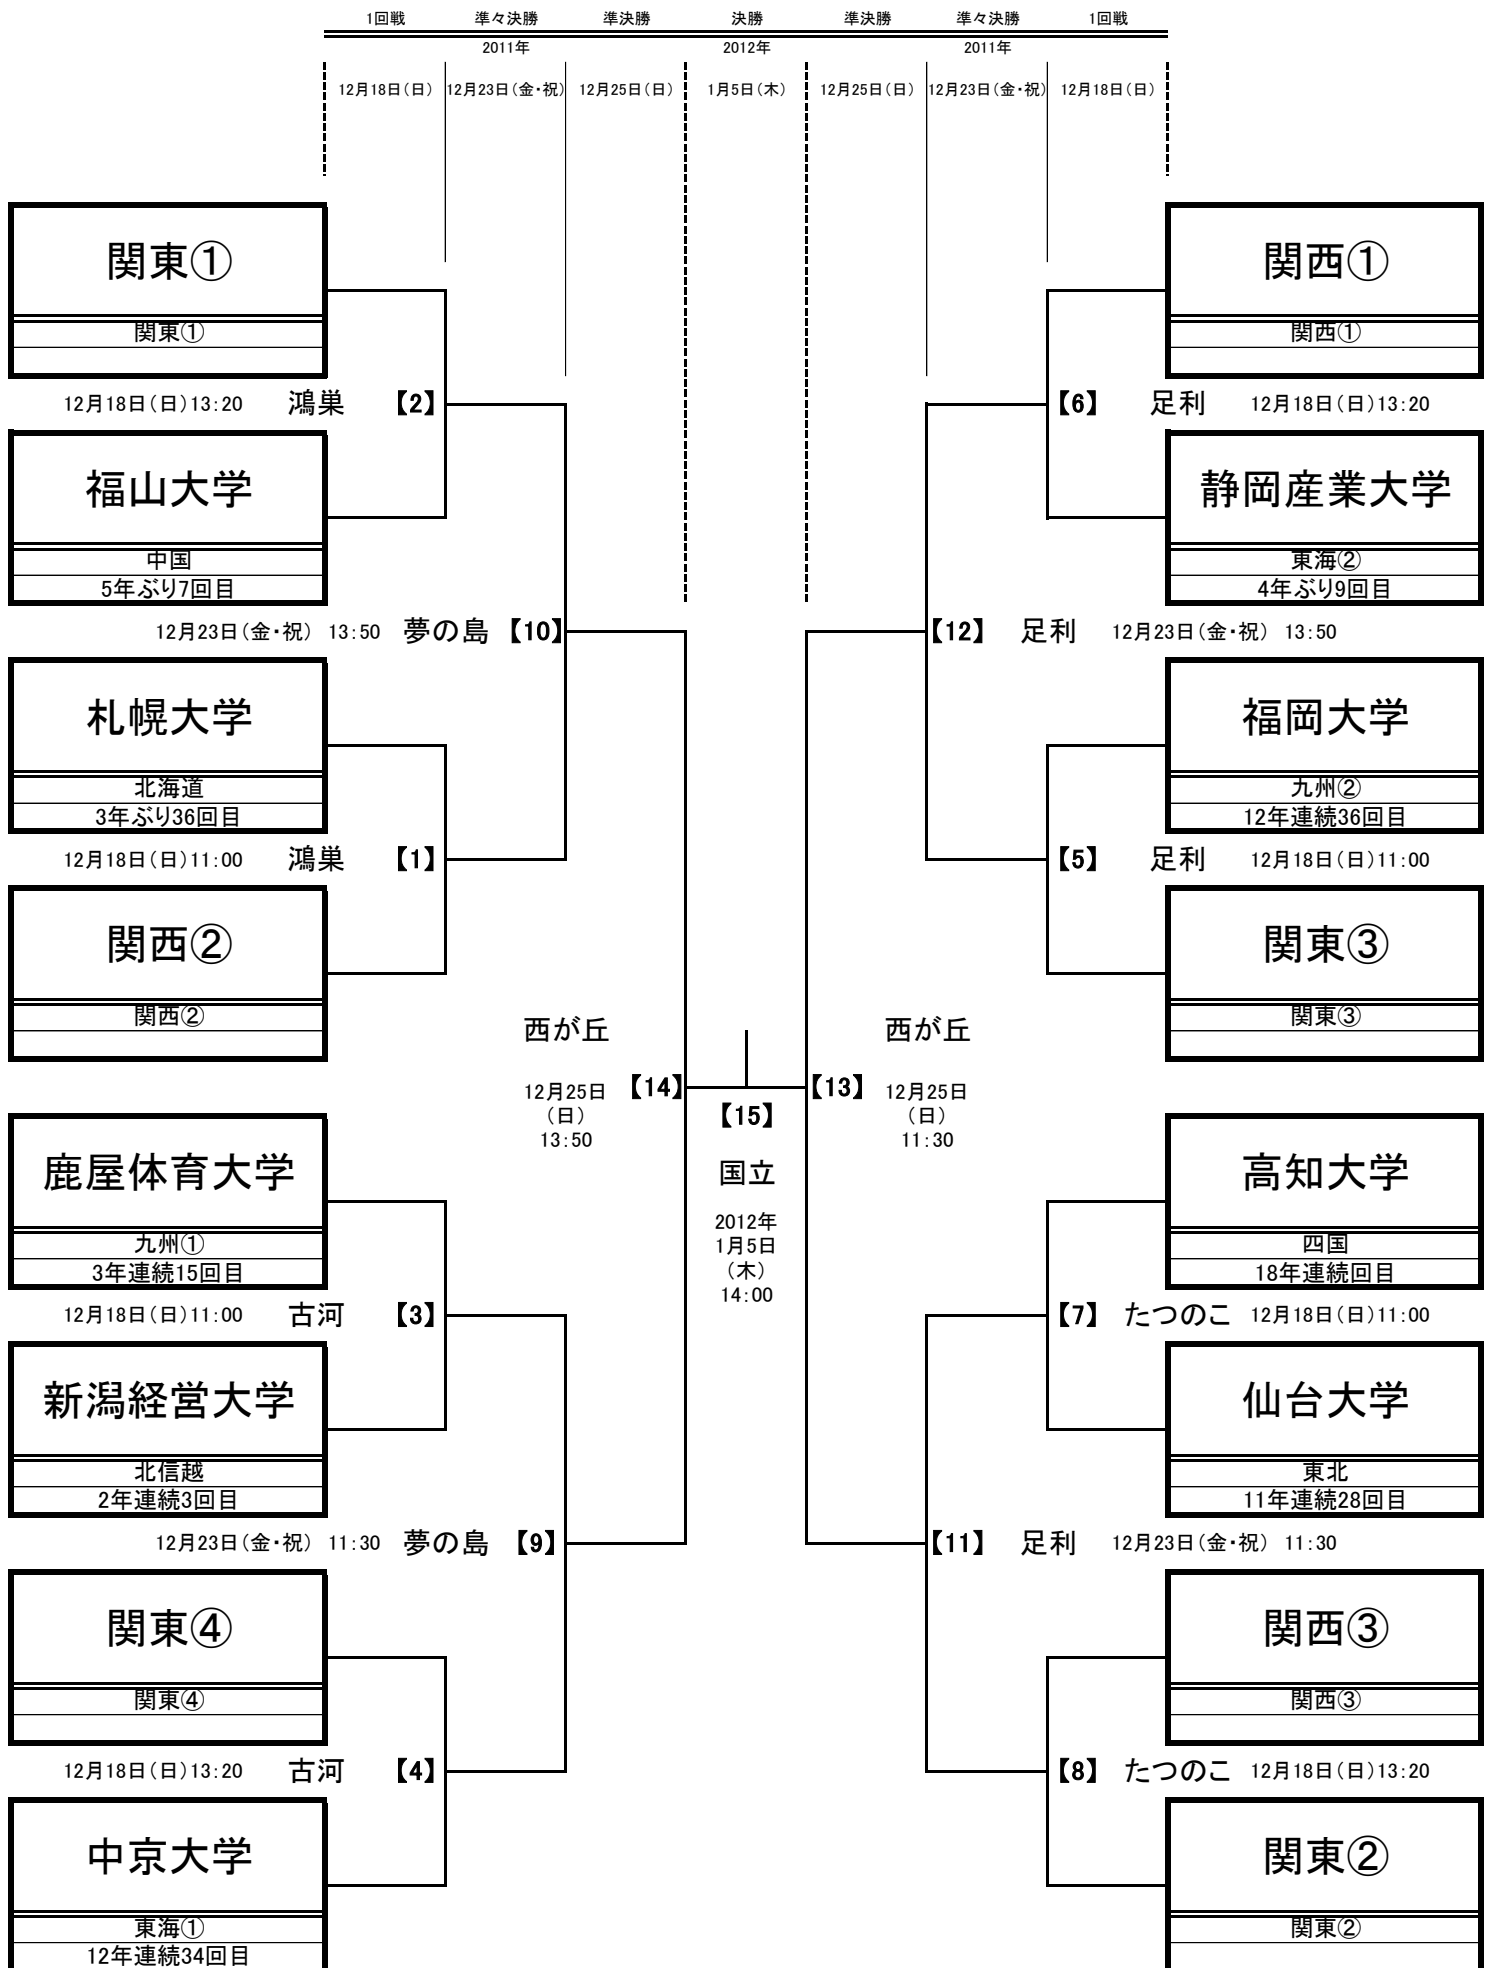 1回戦 準々決勝 準決勝 決勝 準決勝 準々決勝 1回戦
2011年 2012年 2011年
12月18日(日) 12月23日(金・祝) 12月25日(日) 1月5日(木) 12月25日(日) 12月23日(金・祝) 12月18日(日)
関東① 関西①
関東① 関西①
12月18日(日)13:20 鴻巣 【2】 【6】 足利 12月18日(日)13:20
福山大学 静岡産業大学
中国 東海②
5年ぶり7回目 4年ぶり9回目
12月23日(金・祝) 13:50 夢の島 【10】 【12】 足利 12月23日(金・祝) 13:50
札幌大学 福岡大学
北海道 九州②
3年ぶり36回目 12年連続36回目
12月18日(日)11:00 鴻巣 【1】 【5】 足利 12月18日(日)11:00
関西② 関東③
関西② 関東③
西が丘 西が丘
12月25日 【14】 【13】 12月25日
(日) 【15】 (日)
13:50 11:30
鹿屋体育大学 国立 高知大学
2012年
九州① 1月5日 四国
3年連続15回目 (木) 18年連続回目
14:00
12月18日(日)11:00 古河 【3】 【7】 たつのこ 12月18日(日)11:00
新潟経営大学 仙台大学
北信越 東北
2年連続3回目 11年連続28回目
12月23日(金・祝) 11:30 夢の島 【9】 【11】 足利 12月23日(金・祝) 11:30
関東④ 関西③
関東④ 関西③
12月18日(日)13:20 古河 【4】 【8】 たつのこ 12月18日(日)13:20
中京大学 関東②
東海① 関東②
12年連続34回目